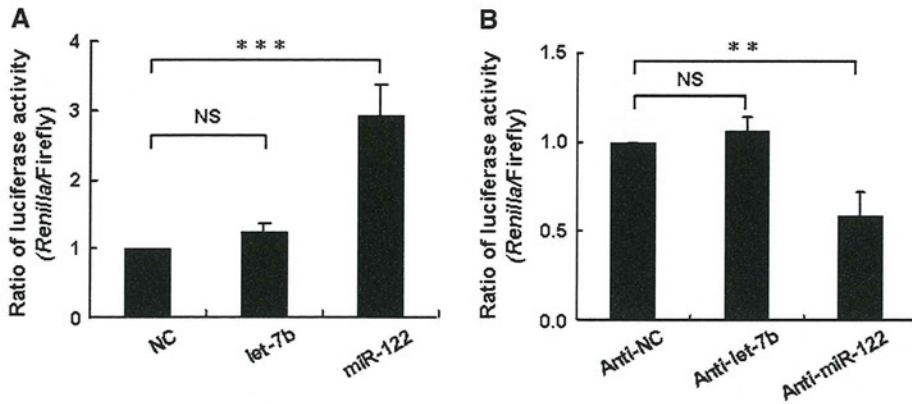 A
Ratio of luciferase activity
(Renilla/Firefly)
4
3
2
1
0
***
NS
NC
let-7b
miR-122
B
Ratio of luciferase activity
(Renilla/Firefly)
1.5
1.0
0.5
0.0
**
NS
Anti-NC
Anti-let-7b
Anti-miR-122